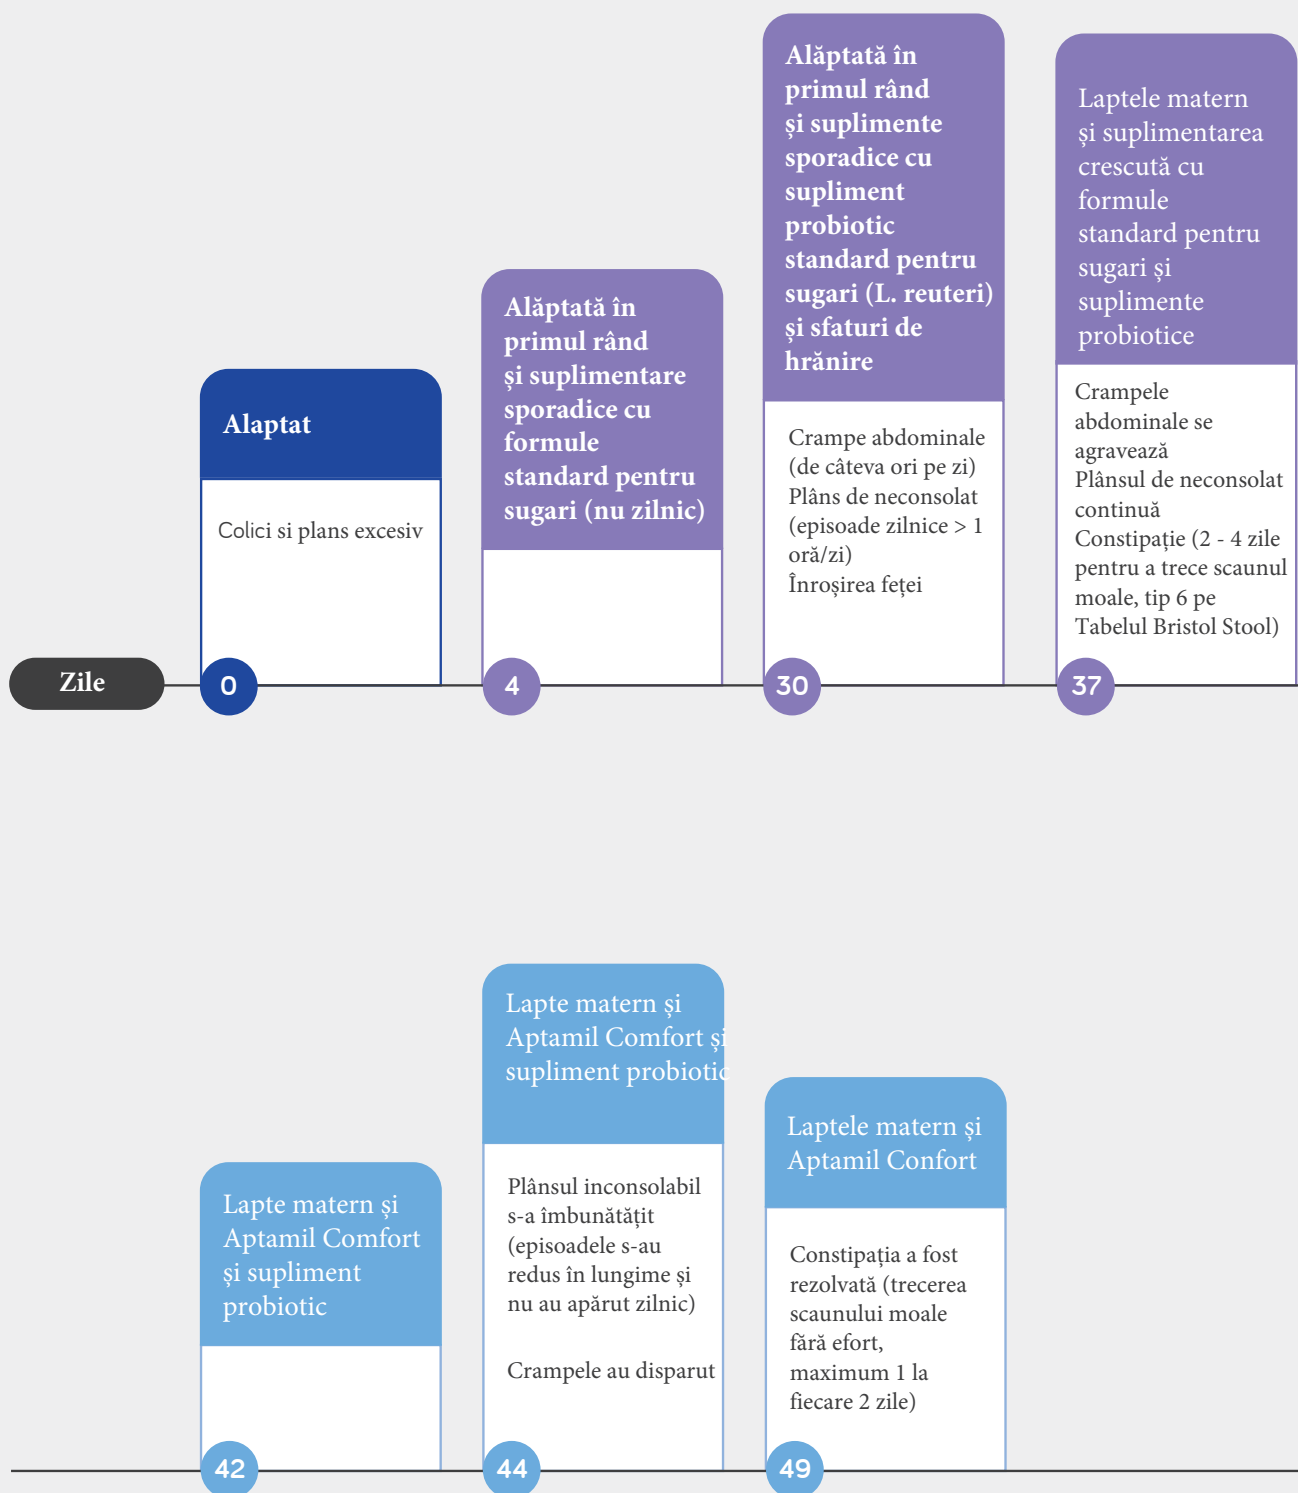 Alaptat
Colici si plans excesiv
0
Alăptată în
primul rând
și suplimentare
sporadice cu
formule
standard pentru
sugari (nu zilnic)
4
Alăptată în
primul rând
și suplimente
sporadice cu
supliment
probiotic
standard pentru
sugari (L. reuteri)
și sfaturi de
hrănire
Crampe abdominale
(de câteva ori pe zi)
Plâns de neconsolat
(episoade zilnice > 1
oră/zi)
Înroșirea feței
30
Laptele matern
și suplimentarea
crescută cu
formule
standard pentru
sugari și
suplimente
probiotice
Crampele
abdominale se
agravează
Plânsul de neconsolat
continuă
Constipație (2 - 4 zile
pentru a trece scaunul
moale, tip 6 pe
Tabelul Bristol Stool)
37
Zile
Lapte matern și
Aptamil Comfort
și supliment
probiotic
42
Lapte matern și
Aptamil Comfort și
supliment probiotic
Plânsul inconsolabil
s-a îmbunătățit
(episoadele s-au
redus în lungime și
nu au apărut zilnic)
Crampele au disparut
44
Laptele matern și
Aptamil Confort
Constipația a fost
rezolvată (trecerea
scaunului moale
fără efort,
maximum 1 la
fiecare 2 zile)
49